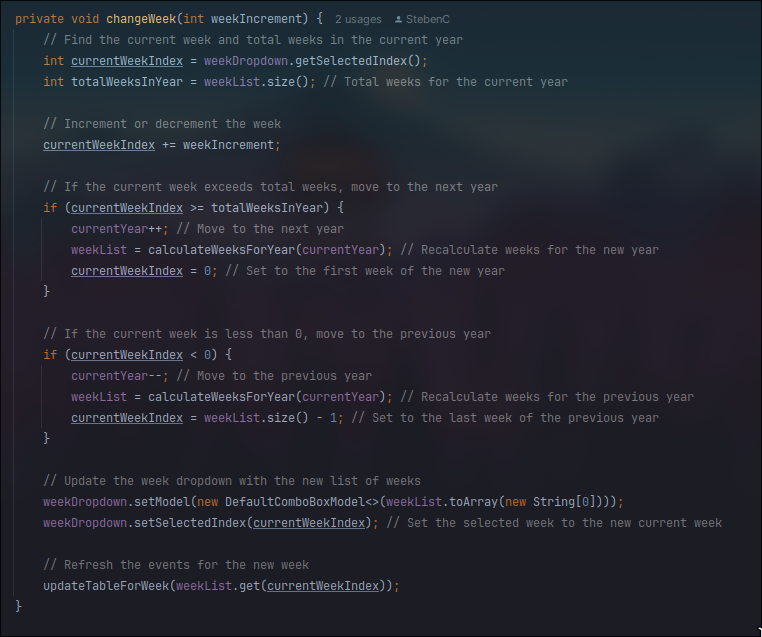 private void changeWeek(int weekIncrement) {  2 usages  StebenC
    // Find the current week and total weeks in the current year
    int currentWeekIndex = weekDropdown.getSelectedIndex();
    int totalWeeksInYear = weekList.size(); // Total weeks for the current year

    // Increment or decrement the week
    currentWeekIndex += weekIncrement;

    // If the current week exceeds total weeks, move to the next year
    if (currentWeekIndex >= totalWeeksInYear) {
        currentYear++; // Move to the next year
        weekList = calculateWeeksForYear(currentYear); // Recalculate weeks for the new year
        currentWeekIndex = 0; // Set to the first week of the new year
    }

    // If the current week is less than 0, move to the previous year
    if (currentWeekIndex < 0) {
        currentYear--; // Move to the previous year
        weekList = calculateWeeksForYear(currentYear); // Recalculate weeks for the previous year
        currentWeekIndex = weekList.size() - 1; // Set to the last week of the previous year
    }

    // Update the week dropdown with the new list of weeks
    weekDropdown.setModel(new DefaultComboBoxModel<>(weekList.toArray(new String[0])));
    weekDropdown.setSelectedIndex(currentWeekIndex); // Set the selected week to the new current week

    // Refresh the events for the new week
    updateTableForWeek(weekList.get(currentWeekIndex));
}